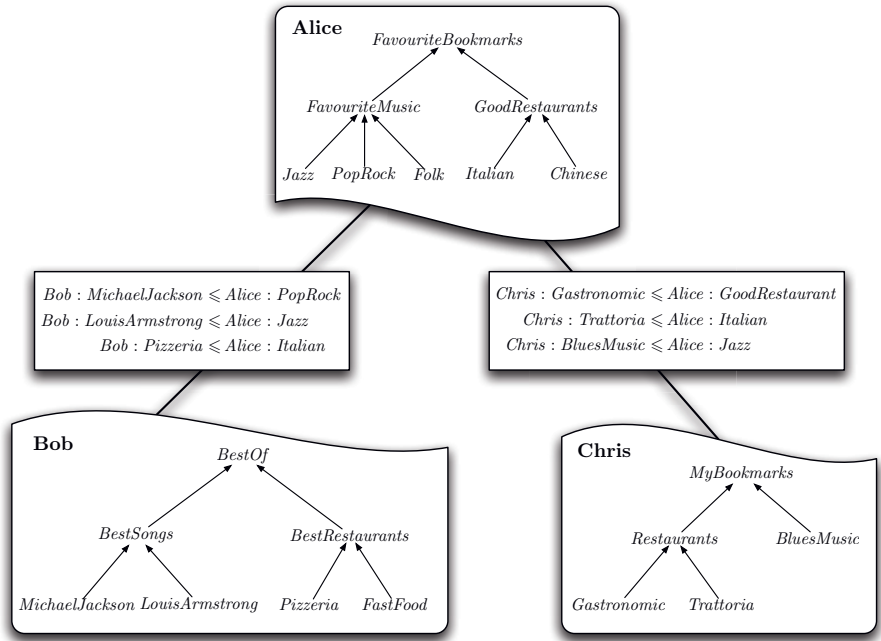 Alice
FavouriteBookmarks
FavouriteMusic GoodRestaurants
Jazz PopRock Folk Italian Chinese
Bob : MichaelJackson ⩽ Alice : PopRock
Bob : LouisArmstrong ⩽ Alice : Jazz
Bob : Pizzeria ⩽ Alice : Italian
Chris : Gastronomic ⩽ Alice : GoodRestaurant
Chris : Trattoria ⩽ Alice : Italian
Chris : BluesMusic ⩽ Alice : Jazz
Bob
BestOf
BestSongs BestRestaurants
MichaelJackson LouisArmstrong Pizzeria FastFood
Chris
MyBookmarks
Restaurants BluesMusic
Gastronomic Trattoria